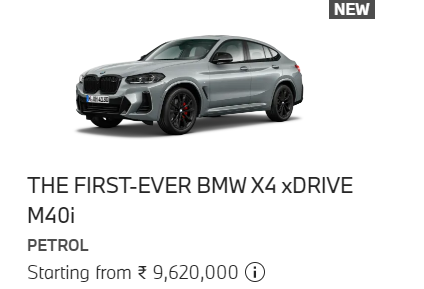 NEW
THE FIRST-EVER BMW X4 xDRIVE
M40i
PETROL
Starting from ₹ 9,620,000 ⓘ